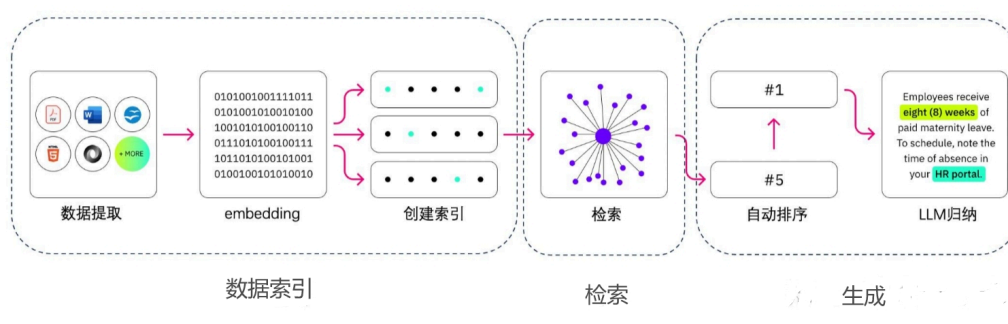 PDF
W
HTML
5
+ MORE
数据提取
0101001001111011
0101001010010100
1001010100100110
0111010100100111
1011010100101001
0100100101010010
embedding
创建索引
检索
#1
#5
自动排序
Employees receive
eight (8) weeks of
paid maternity leave.
To schedule, note the
time of absence in
your HR portal.
LLM归纳
数据索引
检索
生成